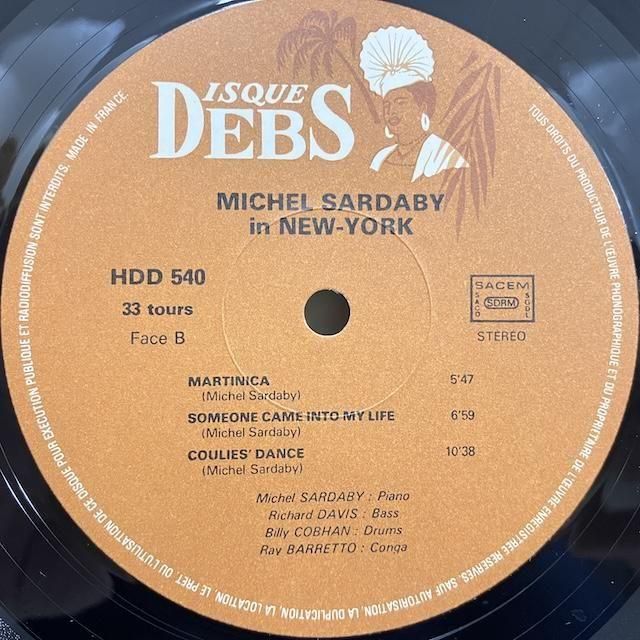 DISQUE
DEBS
MICHEL SARDABY
in NEW-YORK
HDD 540
33 tours
Face B
SACEM
SACD SDRM SGDL
STEREO
MARTINICA 5'47
(Michel Sardaby)
SOMEONE CAME INTO MY LIFE 6'59
(Michel Sardaby)
COULIES' DANCE 10'38
(Michel Sardaby)
Michel SARDABY : Piano
Richard DAVIS : Bass
Billy COBHAN : Drums
Ray BARRETTO : Conga
TOUS DROITS DU PRODUCTEUR DE L'ŒUVRE PHONOGRAPHIQUE ET DU PROPRIETAIRE DE L'ŒUVRE ENREGISTREE RESERVES. SAUF AUTORISATION, LA DUPLICATION, LA LOCATION, LE PRET OU L'UTILISATION DE CE DISQUE POUR EXECUTION PUBLIQUE ET RADIODIFFUSION SONT INTERDITS. MADE IN FRANCE.